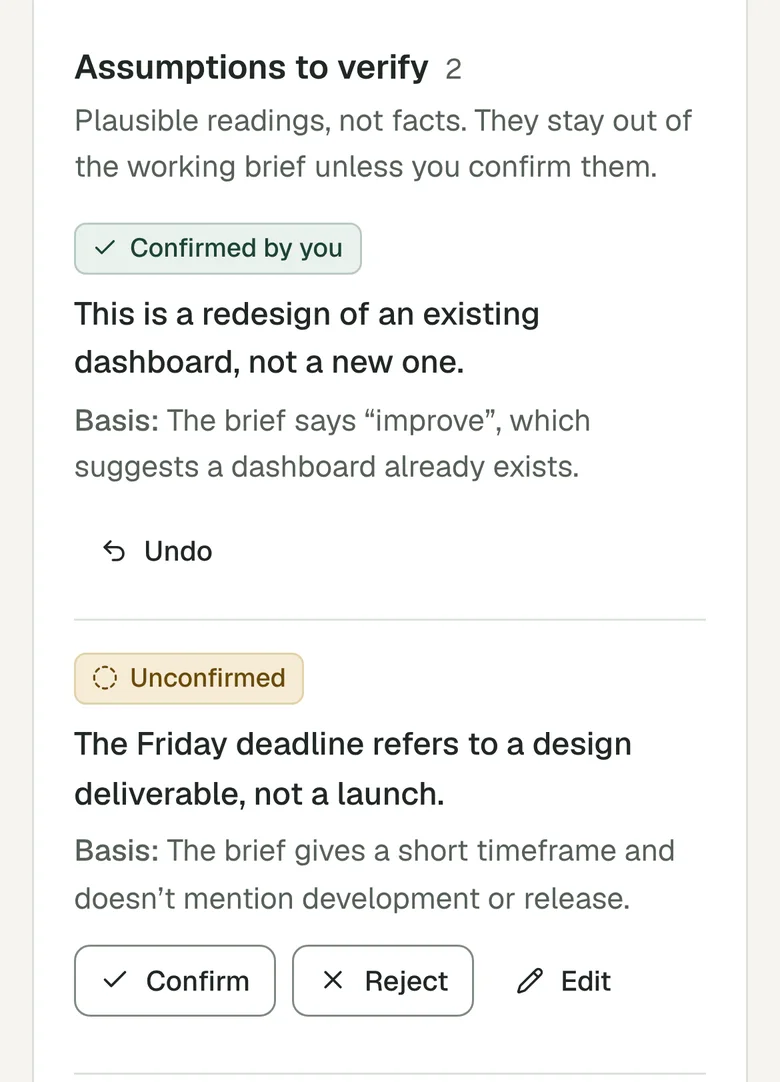 Assumptions to verify 2
Plausible readings, not facts. They stay out of
the working brief unless you confirm them.
Confirmed by you
This is a redesign of an existing
dashboard, not a new one.
Basis: The brief says “improve”, which
suggests a dashboard already exists.
Undo
Unconfirmed
The Friday deadline refers to a design
deliverable, not a launch.
Basis: The brief gives a short timeframe and
doesn’t mention development or release.
Confirm Reject Edit